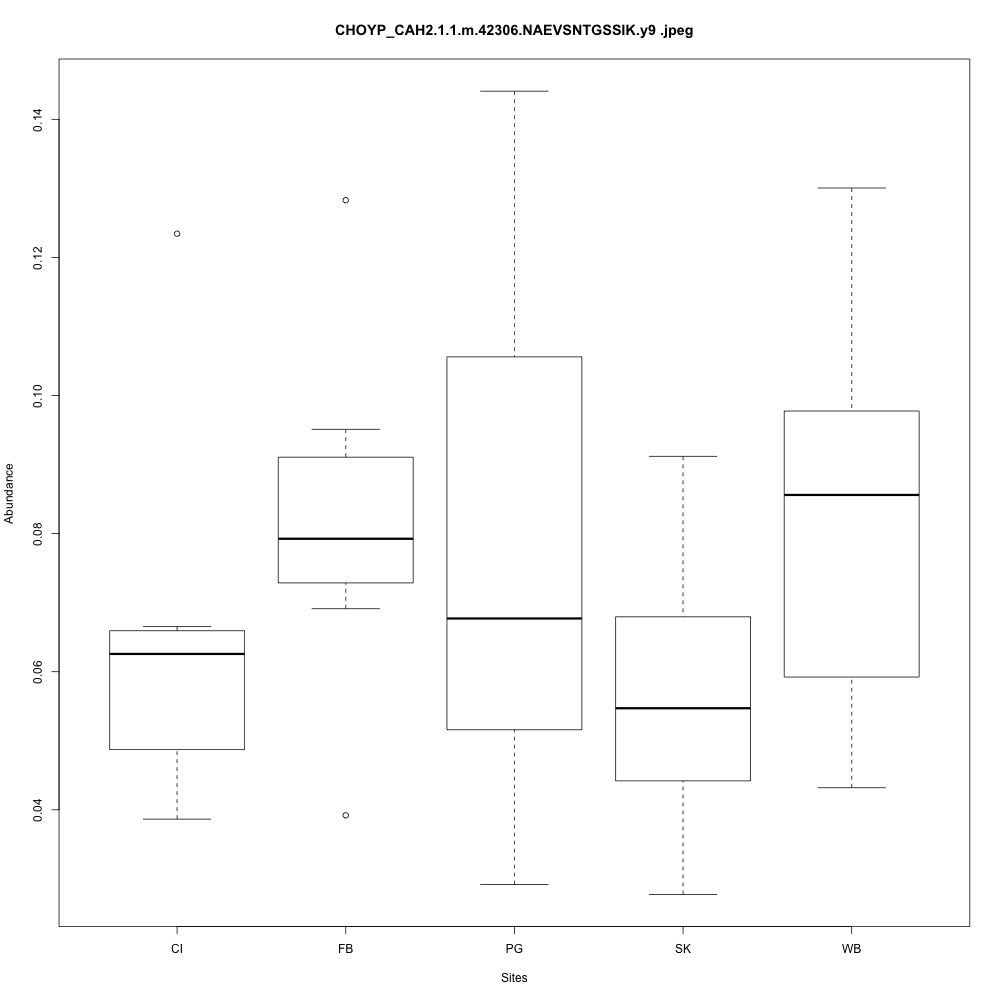 CHOYP_CAH2.1.1.m.42306.NAEVSNTGSSIK.y9 .jpeg
Abundance
0.14
0.12
0.10
0.08
0.06
0.04
CI FB PG SK WB
Sites